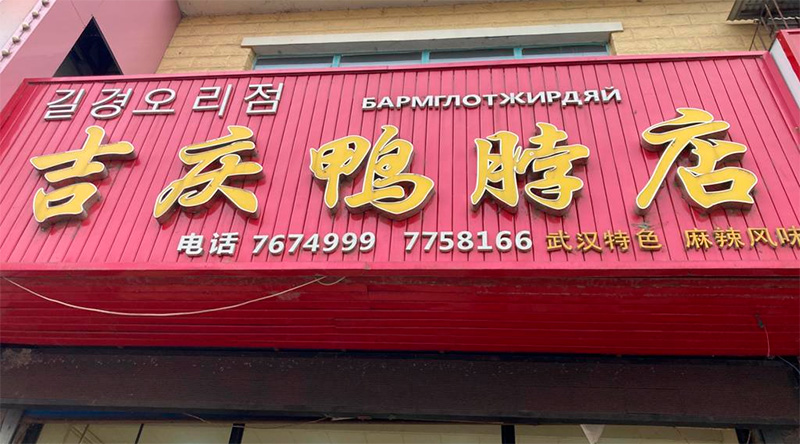 길경오리점 БАРМГЛОТЖИРДЯЙ
吉庆鸭脖店
电话 7674999 7758166 武汉特色 麻辣风味